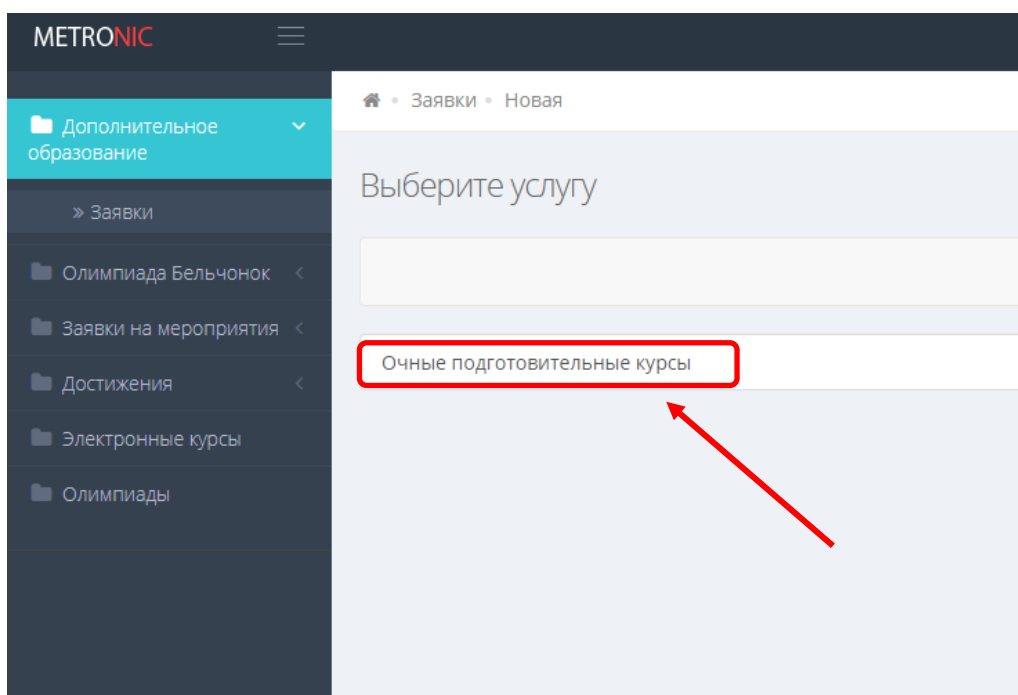 METRONIC
Заявки • Новая
Дополнительное
образование
Выберите услугу
» Заявки
Олимпиада Бельчонок
Заявки на мероприятия
Очные подготовительные курсы
Достижения
Электронные курсы
Олимпиады